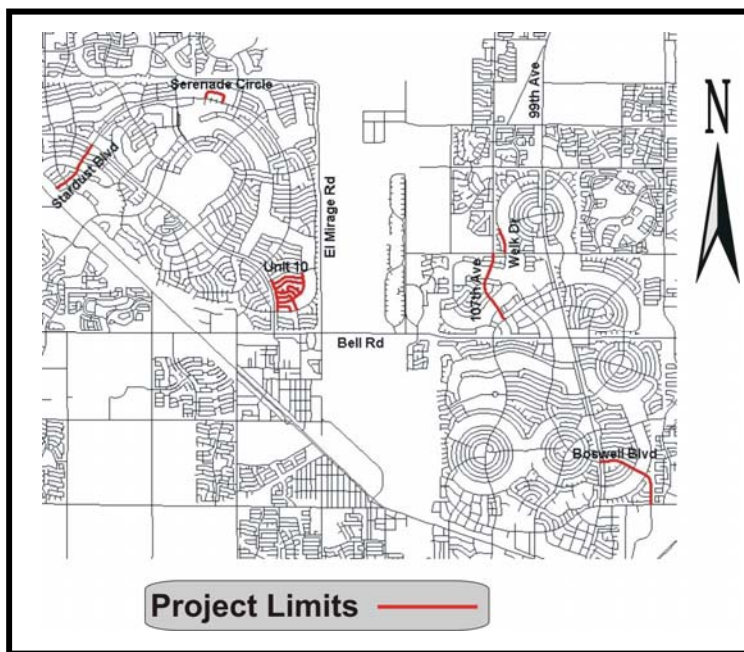 Serenade Circle
99th Ave
N
Stardust Blvd
El Mirage Rd
Welk Dr
Unit 10
107th Ave
Bell Rd
Boswell Blvd
Project Limits